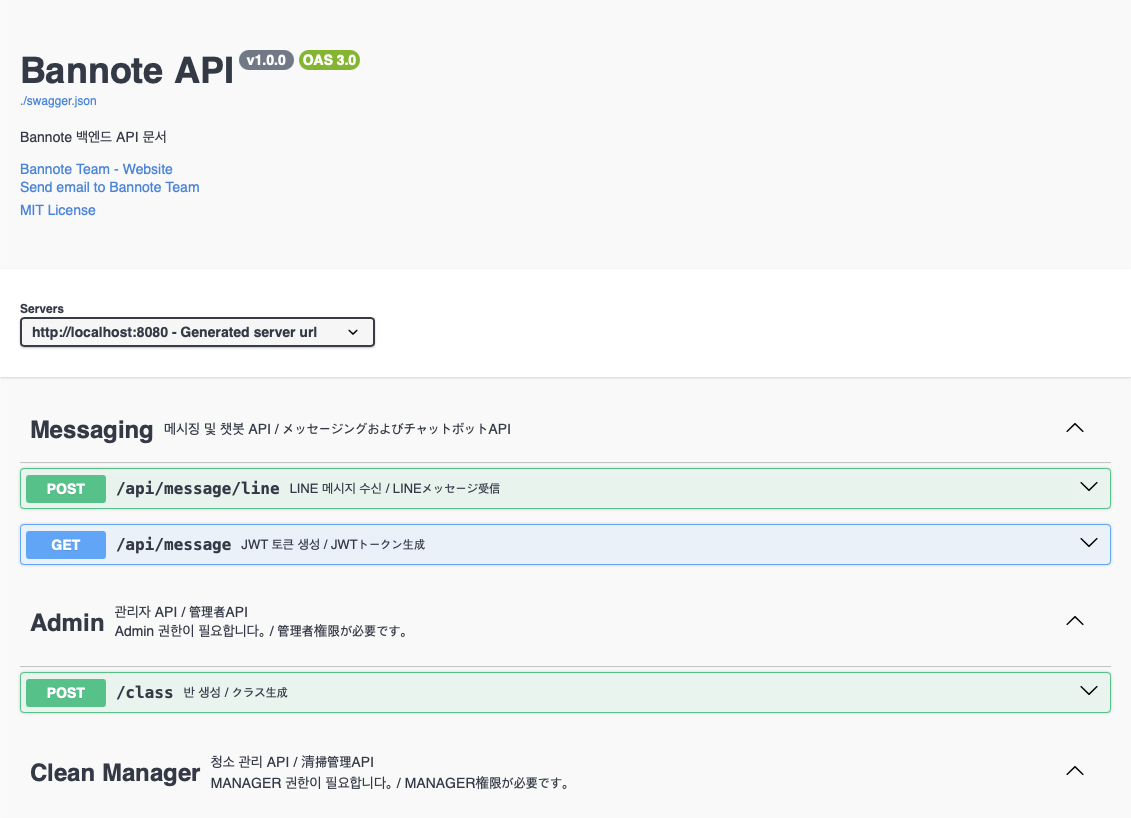 Bannote API v1.0.0 OAS 3.0
./swagger.json
Bannote 백엔드 API 문서
Bannote Team - Website
Send email to Bannote Team
MIT License
Servers
http://localhost:8080 - Generated server url
Messaging 메시징 및 챗봇 API / メッセージングおよびチャットボットAPI
POST /api/message/line LINE 메시지 수신 / LINEメッセージ受信
GET /api/message JWT 토큰 생성 / JWTトークン生成
Admin 관리자 API / 管理者API
Admin 권한이 필요합니다. / 管理者権限が必要です。
POST /class 반 생성 / クラス生成
Clean Manager 청소 관리 API / 清掃管理API
MANAGER 권한이 필요합니다. / MANAGER権限が必要です。